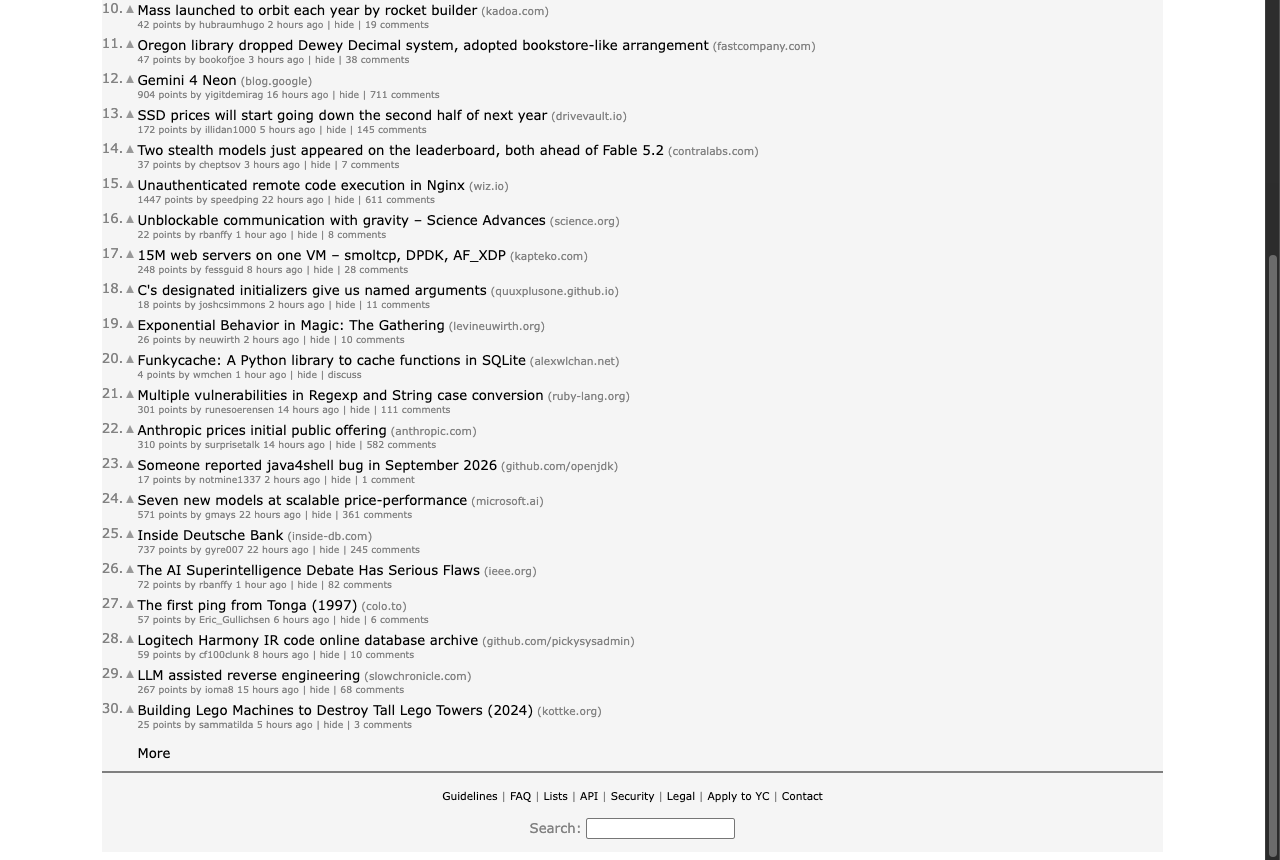 10. Mass launched to orbit each year by rocket builder (kadoa.com)
42 points by hubraumhugo 2 hours ago | hide | 19 comments
11. Oregon library dropped Dewey Decimal system, adopted bookstore-like arrangement (fastcompany.com)
47 points by bookofjoe 3 hours ago | hide | 38 comments
12. Gemini 4 Neon (blog.google)
904 points by yigitdemirag 16 hours ago | hide | 711 comments
13. SSD prices will start going down the second half of next year (drivevault.io)
172 points by illidan1000 5 hours ago | hide | 145 comments
14. Two stealth models just appeared on the leaderboard, both ahead of Fable 5.2 (contralabs.com)
37 points by cheptsov 3 hours ago | hide | 7 comments
15. Unauthenticated remote code execution in Nginx (wiz.io)
1447 points by speedping 22 hours ago | hide | 611 comments
16. Unblockable communication with gravity – Science Advances (science.org)
22 points by rbanffy 1 hour ago | hide | 8 comments
17. 15M web servers on one VM – smoltcp, DPDK, AF_XDP (kapteko.com)
248 points by fessguid 8 hours ago | hide | 28 comments
18. C's designated initializers give us named arguments (quuxplusone.github.io)
18 points by joshcsimmons 2 hours ago | hide | 11 comments
19. Exponential Behavior in Magic: The Gathering (levineuwirth.org)
26 points by neuwirth 2 hours ago | hide | 10 comments
20. Funkycache: A Python library to cache functions in SQLite (alexwlchan.net)
4 points by wmchen 1 hour ago | hide | discuss
21. Multiple vulnerabilities in Regexp and String case conversion (ruby-lang.org)
301 points by runesoerensen 14 hours ago | hide | 111 comments
22. Anthropic prices initial public offering (anthropic.com)
310 points by surprisetalk 14 hours ago | hide | 582 comments
23. Someone reported java4shell bug in September 2026 (github.com/openjdk)
17 points by notmine1337 2 hours ago | hide | 1 comment
24. Seven new models at scalable price-performance (microsoft.ai)
571 points by gmays 22 hours ago | hide | 361 comments
25. Inside Deutsche Bank (inside-db.com)
737 points by gyre007 22 hours ago | hide | 245 comments
26. The AI Superintelligence Debate Has Serious Flaws (ieee.org)
72 points by rbanffy 1 hour ago | hide | 82 comments
27. The first ping from Tonga (1997) (colo.to)
57 points by Eric_Gullichsen 6 hours ago | hide | 6 comments
28. Logitech Harmony IR code online database archive (github.com/pickysysadmin)
59 points by cf100clunk 8 hours ago | hide | 10 comments
29. LLM assisted reverse engineering (slowchronicle.com)
267 points by ioma8 15 hours ago | hide | 68 comments
30. Building Lego Machines to Destroy Tall Lego Towers (2024) (kottke.org)
25 points by sammatilda 5 hours ago | hide | 3 comments
More
Guidelines | FAQ | Lists | API | Security | Legal | Apply to YC | Contact
Search: